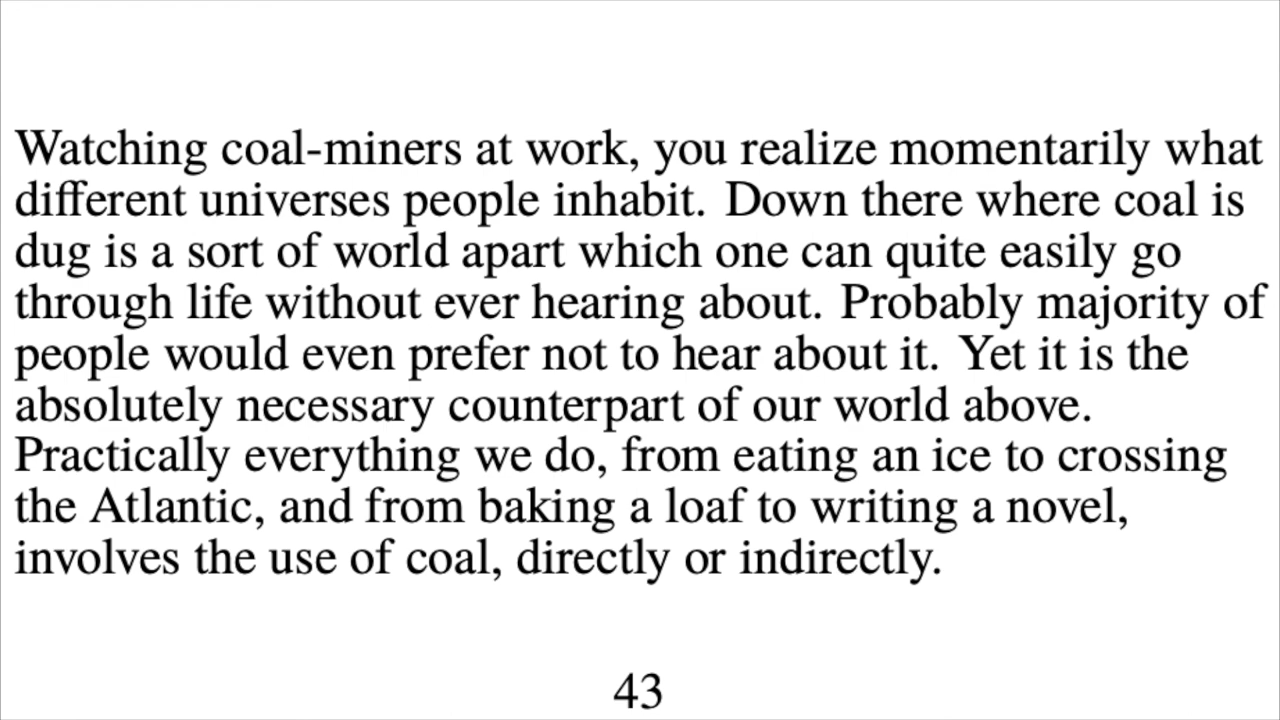 Watching coal-miners at work, you realize momentarily what
different universes people inhabit. Down there where coal is
dug is a sort of world apart which one can quite easily go
through life without ever hearing about. Probably majority of
people would even prefer not to hear about it. Yet it is the
absolutely necessary counterpart of our world above.
Practically everything we do, from eating an ice to crossing
the Atlantic, and from baking a loaf to writing a novel,
involves the use of coal, directly or indirectly.
43